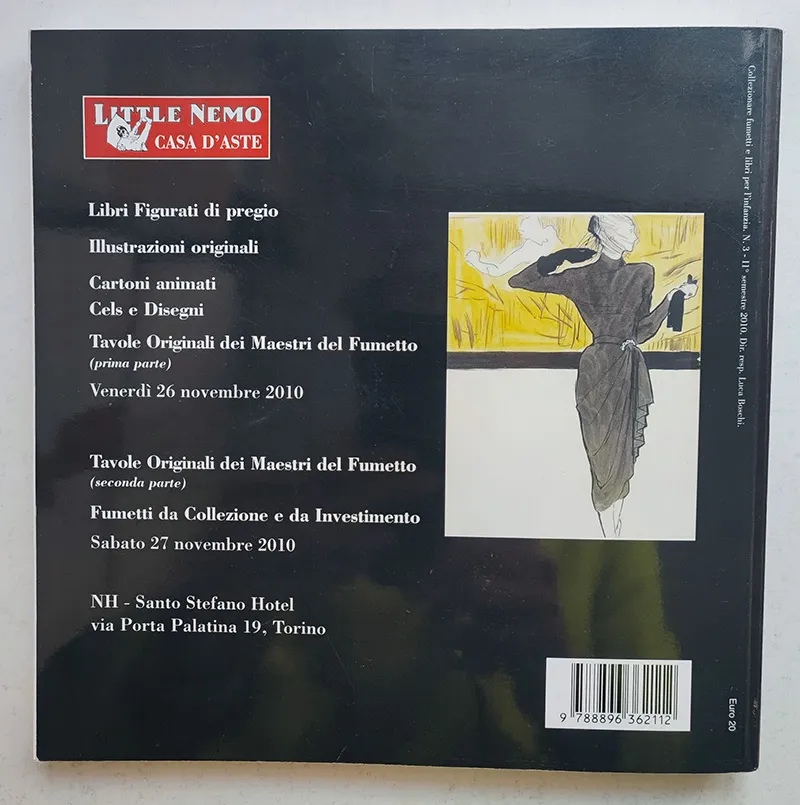 LITTLE NEMO
CASA D'ASTE
Libri Figurati di pregio
Illustrazioni originali
Cartoni animati
Cels e Disegni
Tavole Originali dei Maestri del Fumetto
(prima parte)
Venerdì 26 novembre 2010
Tavole Originali dei Maestri del Fumetto
(seconda parte)
Fumetti da Collezione e da Investimento
Sabato 27 novembre 2010
NH - Santo Stefano Hotel
via Porta Palatina 19, Torino
Collezionare fumetti e libri per l'infanzia. N. 3 - 11° semestre 2010. Dir. resp. Luca Boschi.
9 788896 362112
Euro 20